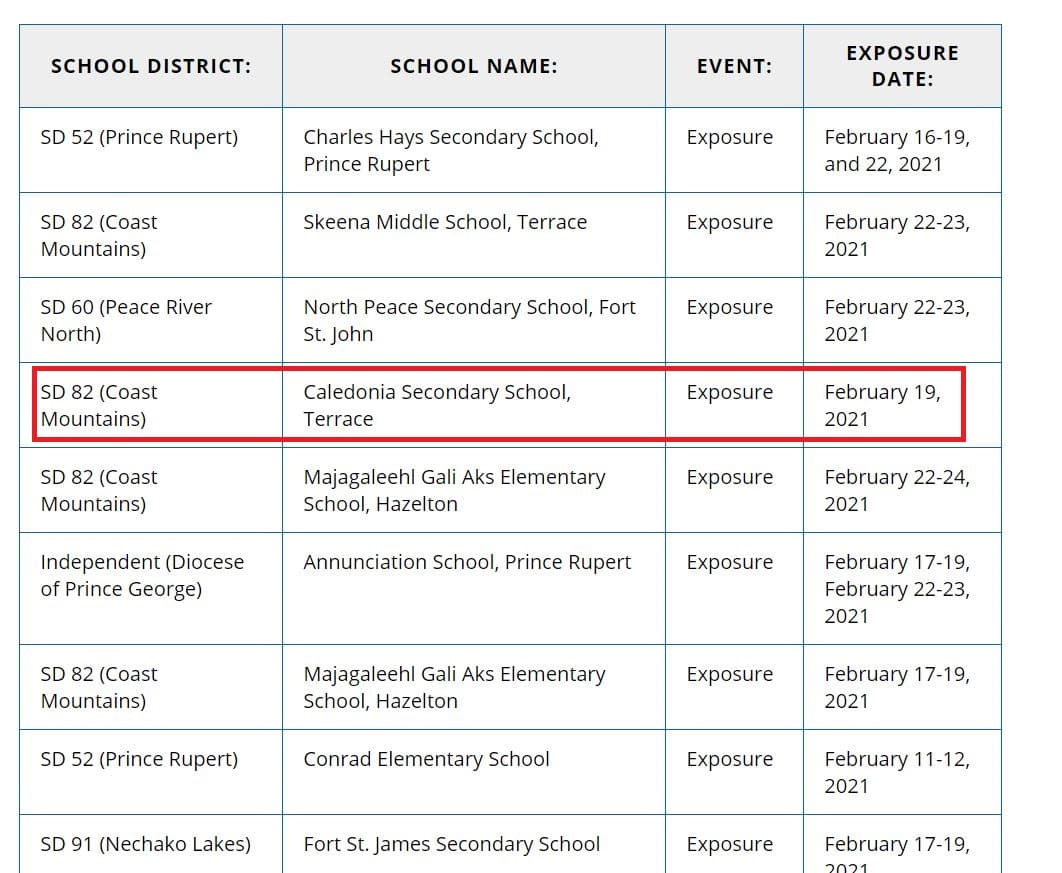 SCHOOL DISTRICT:
SCHOOL NAME:
EVENT:
EXPOSURE
DATE:
SD 52 (Prince Rupert)
Charles Hays Secondary School,
Prince Rupert
Exposure
February 16-19,
and 22, 2021
SD 82 (Coast
Mountains)
Skeena Middle School, Terrace
Exposure
February 22-23,
2021
SD 60 (Peace River
North)
North Peace Secondary School, Fort
St. John
Exposure
February 22-23,
2021
SD 82 (Coast
Mountains)
Caledonia Secondary School,
Terrace
Exposure
February 19,
2021
SD 82 (Coast
Mountains)
Majagaleehl Gali Aks Elementary
School, Hazelton
Exposure
February 22-24,
2021
Independent (Diocese
of Prince George)
Annunciation School, Prince Rupert
Exposure
February 17-19,
February 22-23,
2021
SD 82 (Coast
Mountains)
Majagaleehl Gali Aks Elementary
School, Hazelton
Exposure
February 17-19,
2021
SD 52 (Prince Rupert)
Conrad Elementary School
Exposure
February 11-12,
2021
SD 91 (Nechako Lakes)
Fort St. James Secondary School
Exposure
February 17-19,
2021